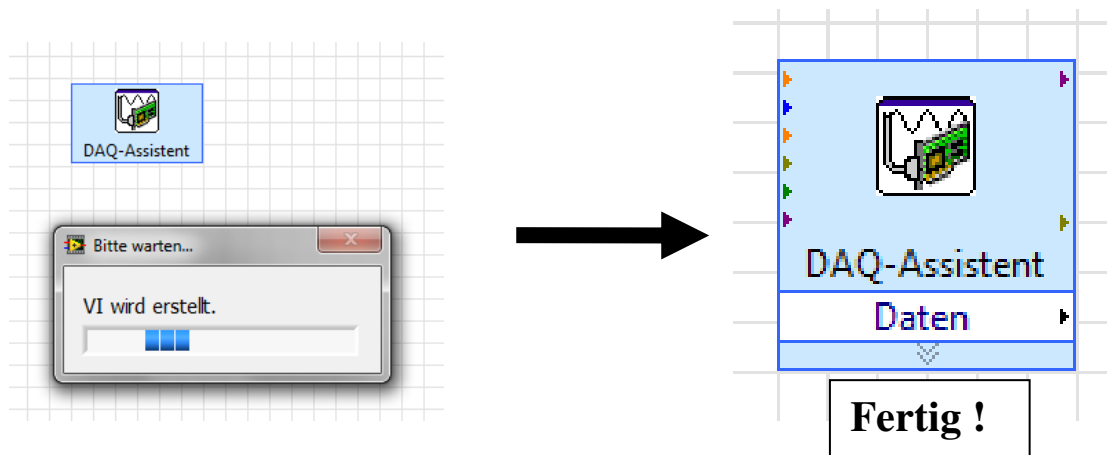 DAQ-Assistent
Bitte warten...
VI wird erstellt.
DAQ-Assistent
Daten
Fertig !